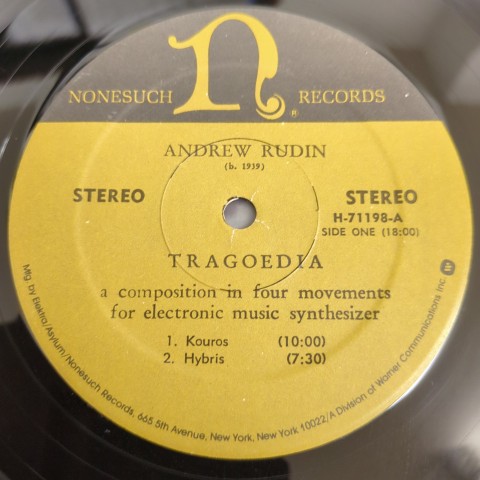 n
NONESUCH RECORDS
®
ANDREW RUDIN
(b. 1939)
STEREO STEREO
H-71198-A
SIDE ONE (18:00)
TRAGOEDIA
a composition in four movements
for electronic music synthesizer
1. Kouros (10:00)
2. Hybris (7:30)
Mfg. by Elektra/Asylum/Nonesuch Records, 665 5th Avenue, New York, New York 10022/A Division of Warner Communications Inc.